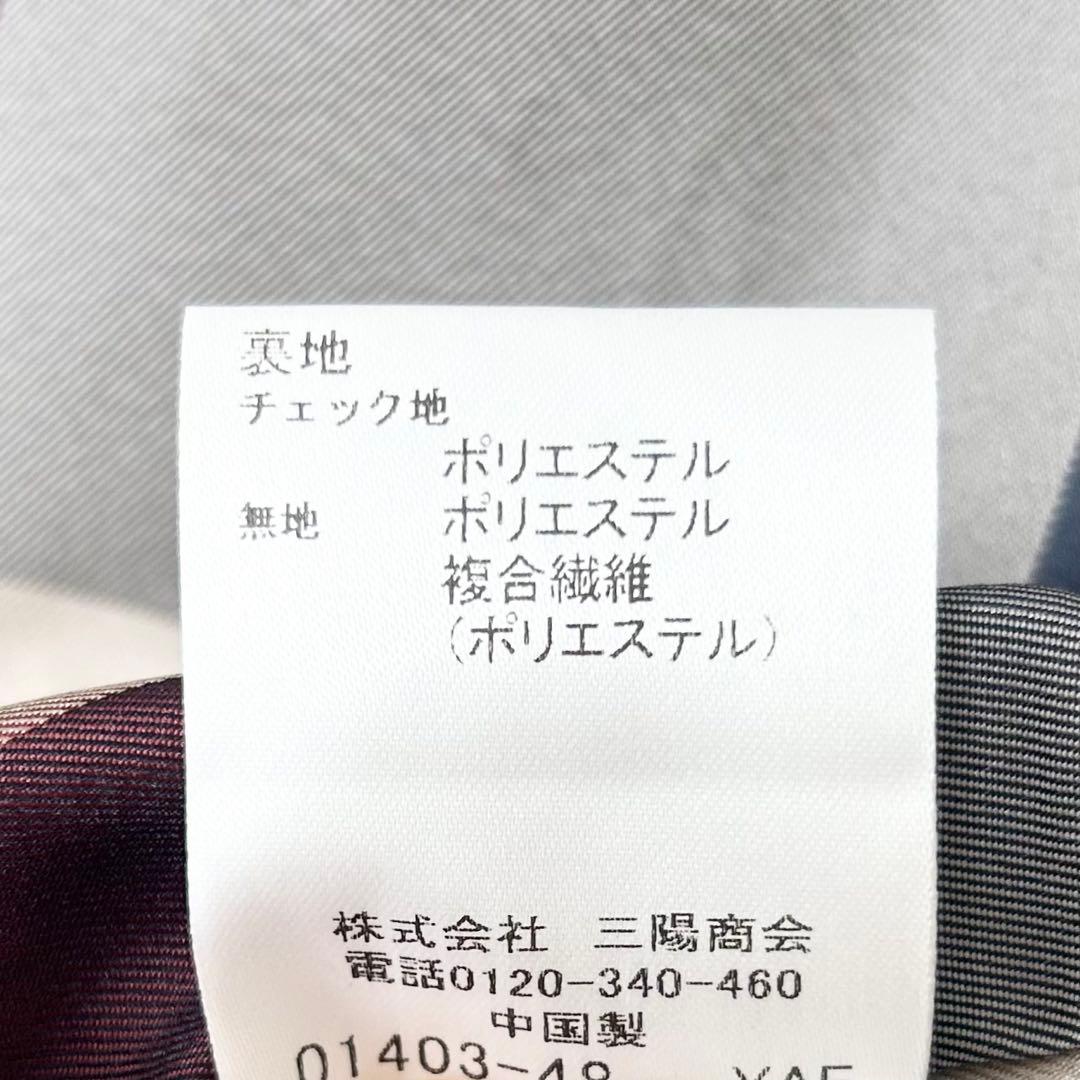 裏地
チェック地
ポリエステル
無地 ポリエステル
複合繊維
(ポリエステル)
株式会社 三陽商会
電話0120-340-460
中国製
01403-48